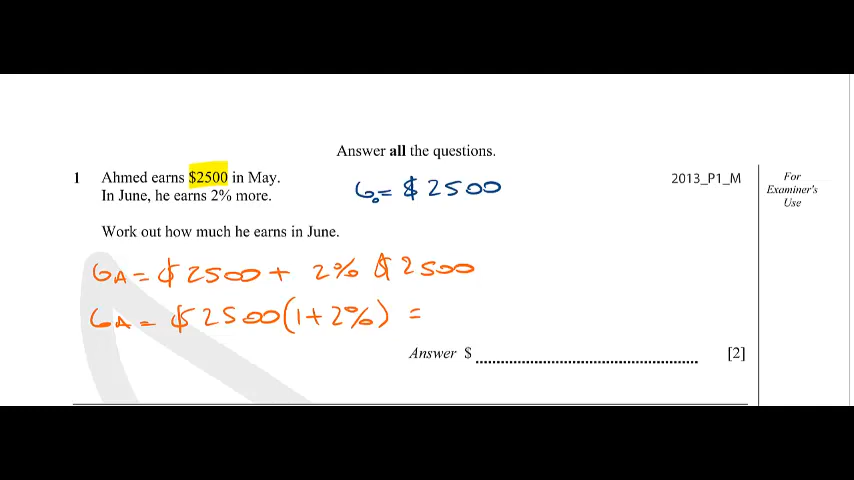 Answer all the questions.
1 Ahmed earns $2500 in May.
In June, he earns 2% more.
G₀= $2500
2013_P1_M
For
Examiner's
Use
Work out how much he earns in June.
GA = $2500 + 2% $2500
GA = $2500(1+2%) =
Answer $ ............................................................ [2]